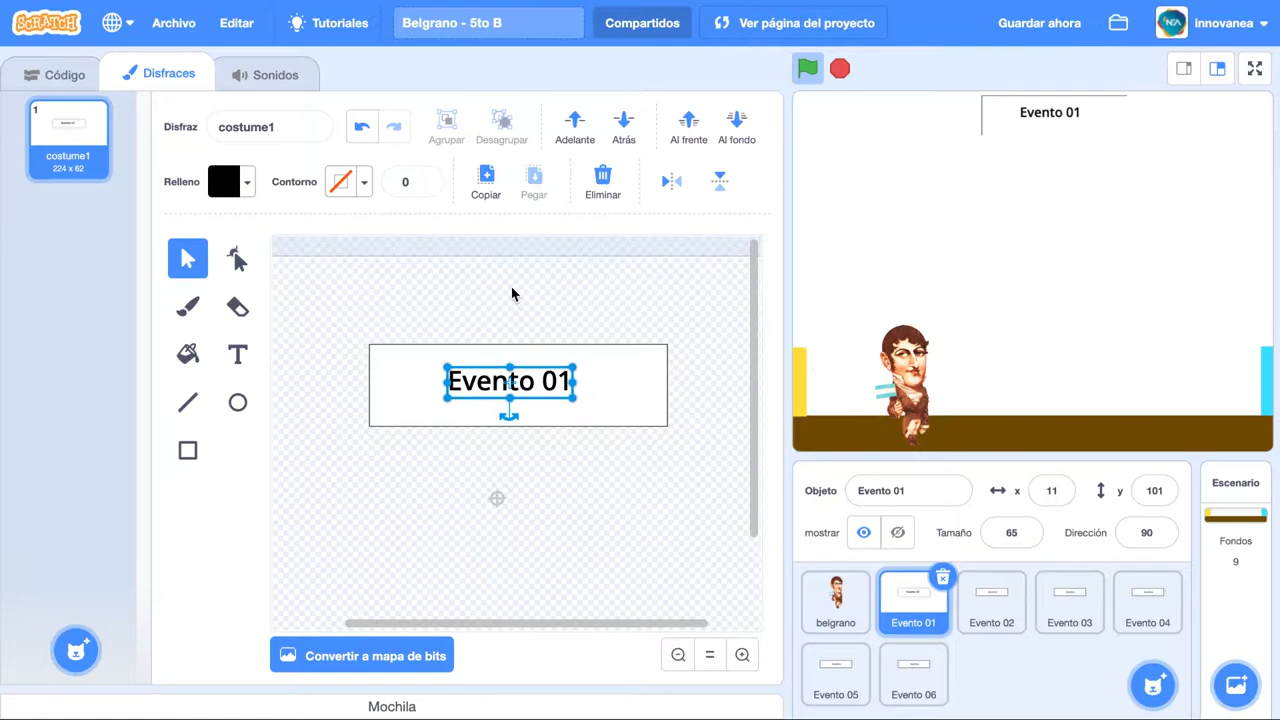 SCRATCH Archivo Editar Tutoriales Belgrano - 5to B Compartidos Ver página del proyecto Guardar ahora innovanea
Código Disfraces Sonidos
1
costume1
224 x 62
Disfraz costume1 Agrupar Desagrupar Adelante Atrás Al frente Al fondo
Relleno Contorno 0 Copiar Pegar Eliminar
Evento 01
Convertir a mapa de bits
Mochila
Evento 01
Objeto Evento 01 x 11 y 101
mostrar Tamaño 65 Dirección 90
belgrano Evento 01 Evento 02 Evento 03 Evento 04
Evento 05 Evento 06
Escenario
Fondos
9